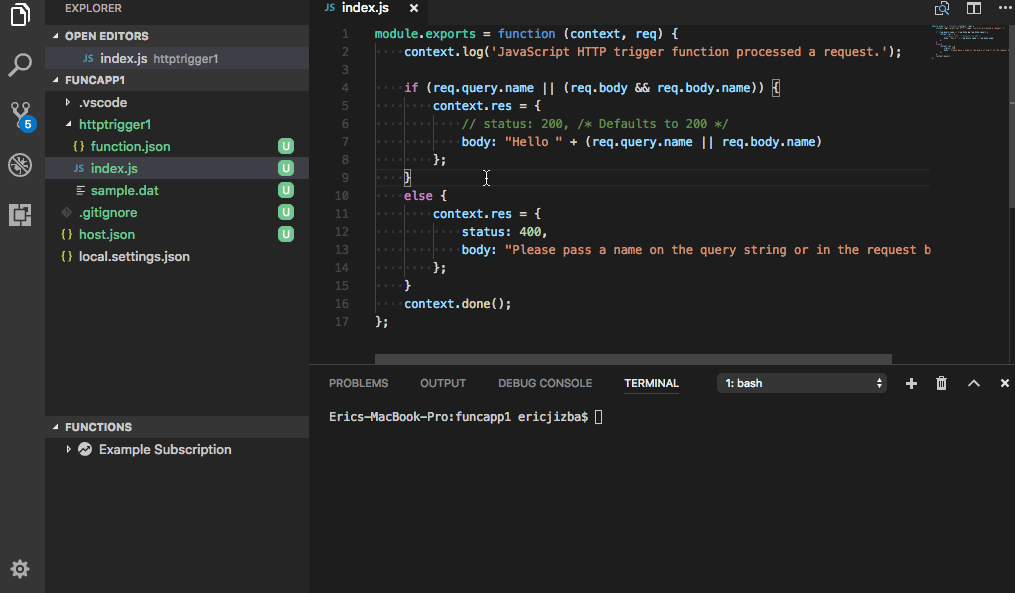 EXPLORER
OPEN EDITORS
JS index.js httptrigger1
FUNCAPP1
.vscode
httptrigger1
{} function.json U
JS index.js U
sample.dat U
.gitignore U
{} host.json U
{} local.settings.json
5
FUNCTIONS
Example Subscription
JS index.js ×
1 module.exports = function (context, req) {
2 ····context.log('JavaScript HTTP trigger function processed a request.');
3
4 ····if (req.query.name || (req.body && req.body.name)) {
5 ········context.res = {
6 ············// status: 200, /* Defaults to 200 */
7 ············body: "Hello " + (req.query.name || req.body.name)
8 ········};
9 ····}
10 ····else {
11 ········context.res = {
12 ············status: 400,
13 ············body: "Please pass a name on the query string or in the request b
14 ········};
15 ····}
16 ····context.done();
17 };
PROBLEMS OUTPUT DEBUG CONSOLE TERMINAL 1: bash
Erics-MacBook-Pro:funcapp1 ericjizba$